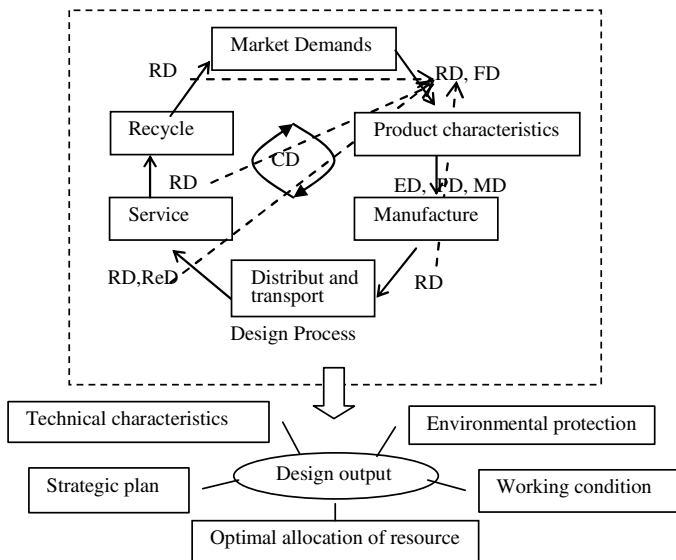 Market Demands
RD
RD, FD
Recycle
Product characteristics
CD
RD
ED, PD, MD
Service
Manufacture
RD,ReD
Distribut and
transport
RD
Design Process
Technical characteristics
Environmental protection
Design output
Strategic plan
Working condition
Optimal allocation of resource